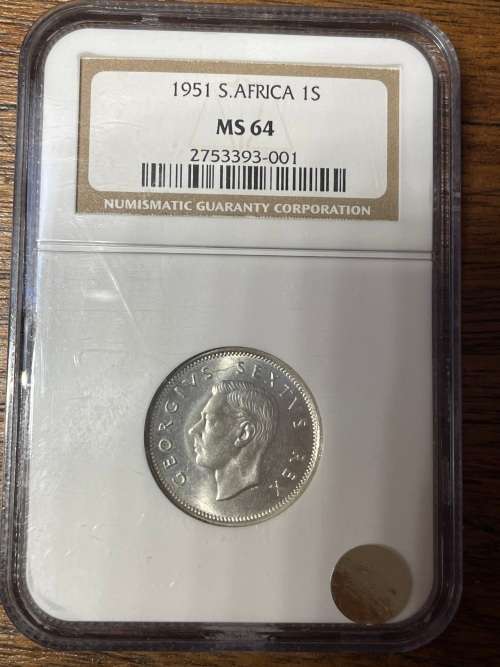 1951 S.AFRICA 1S
MS 64
2753393-001
NUMISMATIC GUARANTY CORPORATION
GEORGIVS SEXTVS REX